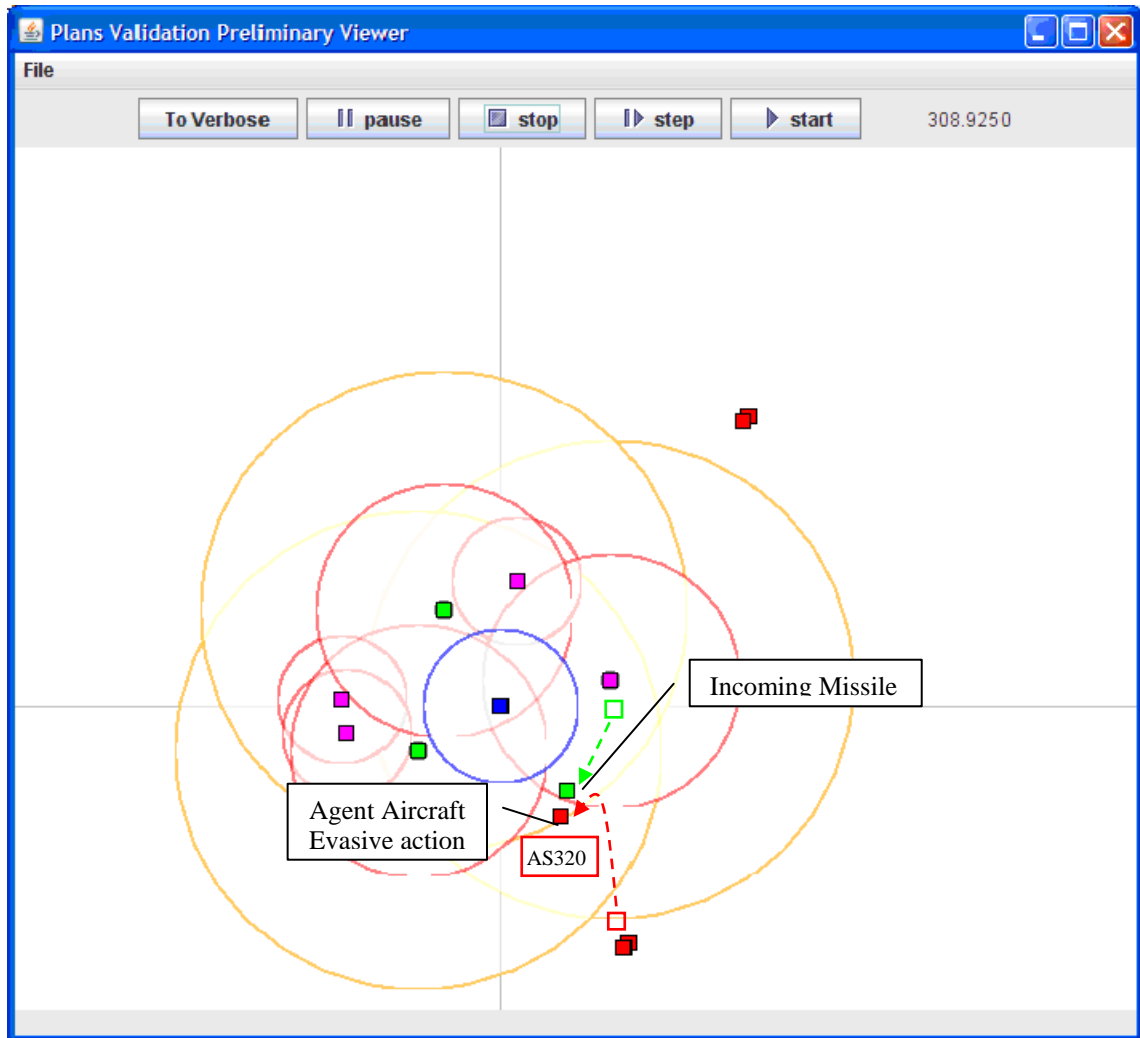 Plans Validation Preliminary Viewer
File
To Verbose
pause
stop
step
start
308.9250
Incoming Missile
Agent Aircraft
Evasive action
AS320